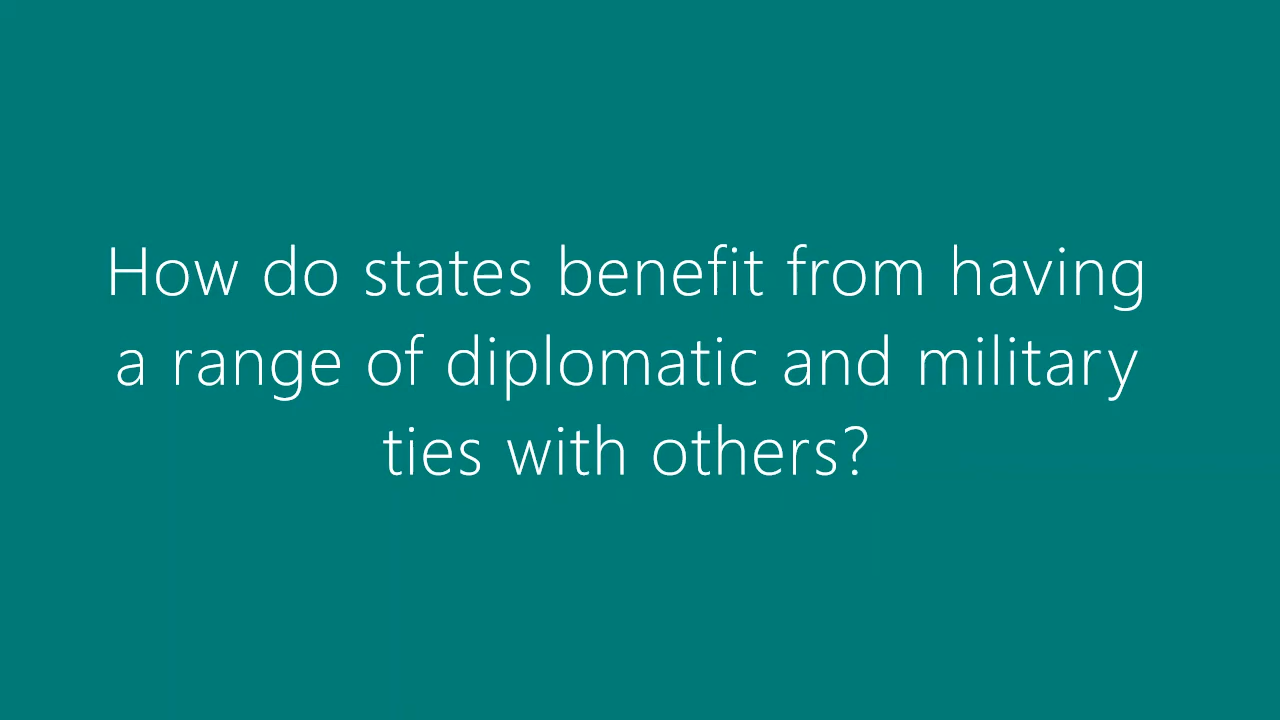 How do states benefit from having
a range of diplomatic and military
ties with others?